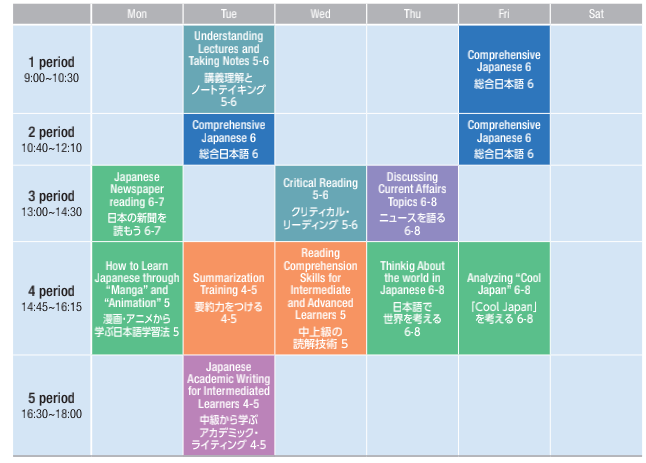 Mon Tue Wed Thu Fri Sat
1 period
9:00~10:30
Understanding
Lectures and
Taking Notes 5-6
講義理解と
ノートテイキング
5-6
Comprehensive
Japanese 6
総合日本語 6
2 period
10:40~12:10
Comprehensive
Japanese 6
総合日本語 6
Comprehensive
Japanese 6
総合日本語 6
3 period
13:00~14:30
Japanese
Newspaper
reading 6-7
日本の新聞を
読もう 6-7
Critical Reading
5-6
クリティカル・
リーディング 5-6
Discussing
Current Affairs
Topics 6-8
ニュースを語る
6-8
4 period
14:45~16:15
How to Learn
Japanese through
“Manga” and
“Animation” 5
漫画・アニメから
学ぶ日本語学習法 5
Summarization
Training 4-5
要約力をつける
4-5
Reading
Comprehension
Skills for
Intermediate
and Advanced
Learners 5
中上級の
読解技術 5
Thinkig About
the world in
Japanese 6-8
日本語で
世界を考える
6-8
Analyzing “Cool
Japan” 6-8
「Cool Japan」
を考える 6-8
5 period
16:30~18:00
Japanese
Academic Writing
for Intermediated
Learners 4-5
中級から学ぶ
アカデミック・
ライティング 4-5